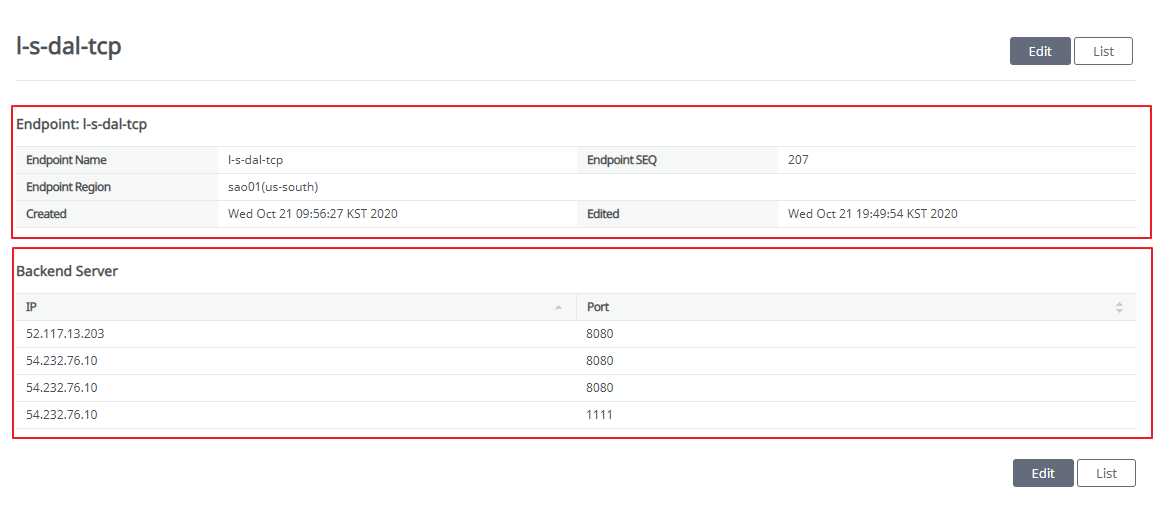 l-s-dal-tcp
Edit List
Endpoint: l-s-dal-tcp
Endpoint Name l-s-dal-tcp Endpoint SEQ 207
Endpoint Region sao01(us-south)
Created Wed Oct 21 09:56:27 KST 2020 Edited Wed Oct 21 19:49:54 KST 2020
Backend Server
IP Port
52.117.13.203 8080
54.232.76.10 8080
54.232.76.10 8080
54.232.76.10 1111
Edit List